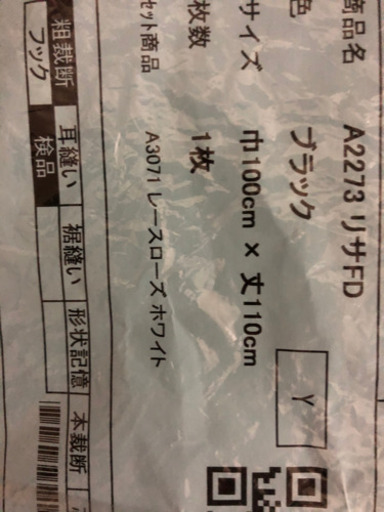 商品名 A2273 リサFD
色 ブラック
サイズ 巾100cm × 丈110cm
枚数 1枚
セット商品 A3071 レースローズ ホワイト
Y
粗裁断 耳縫い 裾縫い 形状記憶 本裁断
フック 検品